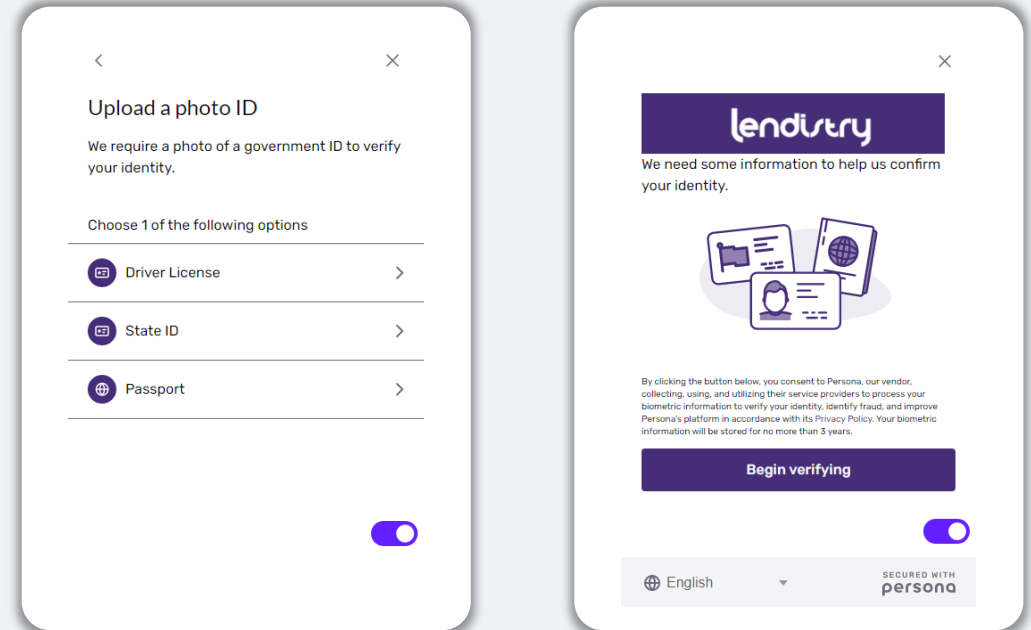 Upload a photo ID
We require a photo of a government ID to verify
your identity.
Choose 1 of the following options
Driver License
State ID
Passport
lendistry
We need some information to help us confirm
your identity.
By clicking the button below, you consent to Persona, our vendor,
collecting, using, and utilizing their service providers to process your
biometric information to verify your identity, identify fraud, and improve
Persona's platform in accordance with its Privacy Policy. Your biometric
information will be stored for no more than 3 years.
Begin verifying
English
SECURED WITH
persona